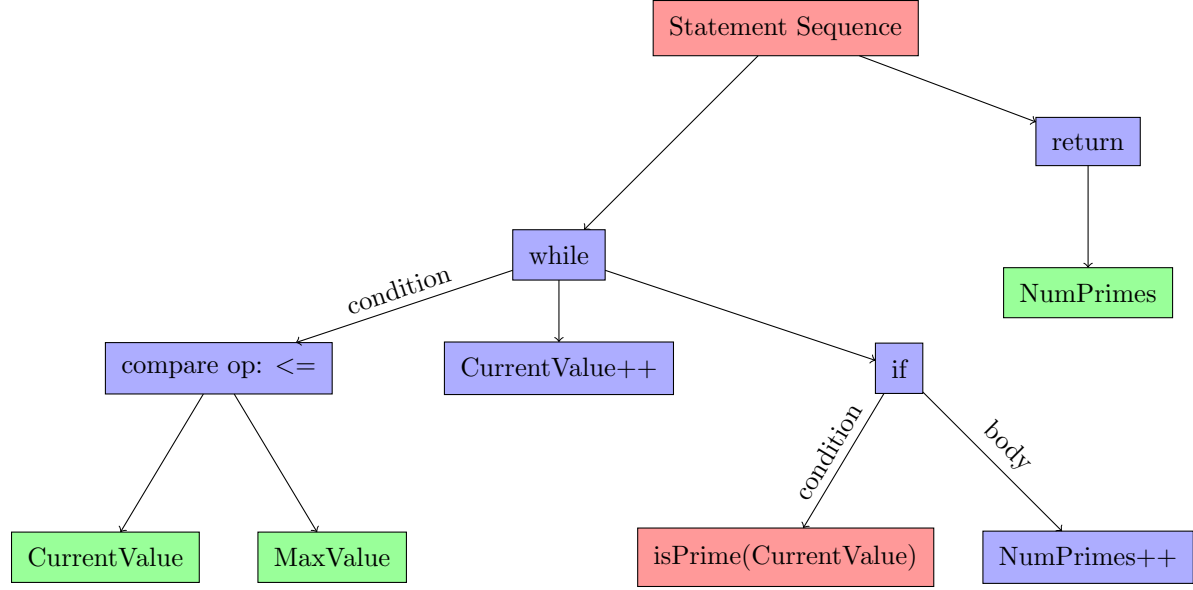 Statement Sequence
return
while
NumPrimes
condition
compare op: <=
CurrentValue++
if
condition
body
CurrentValue
MaxValue
isPrime(CurrentValue)
NumPrimes++